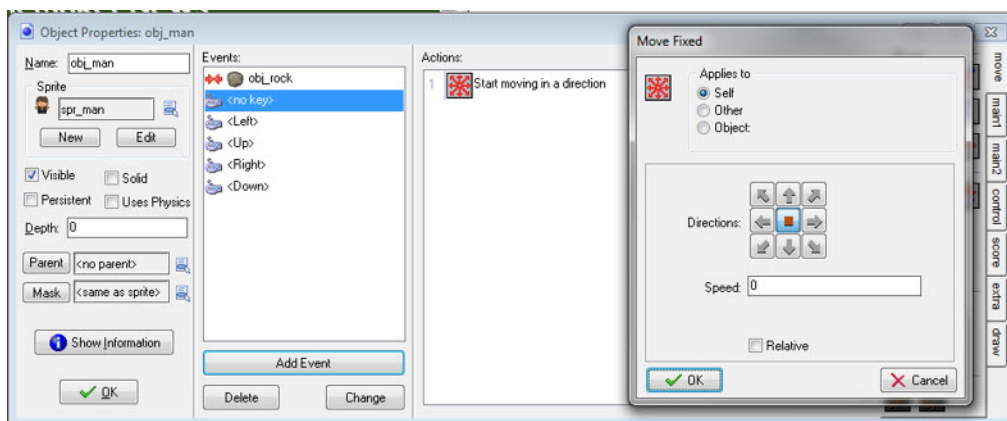 Object Properties: obj_man
Name: obj_man
Sprite
spr_man
New Edit
Visible Solid
Persistent Uses Physics
Depth: 0
Parent <no parent>
Mask <same as sprite>
Show Information
OK
Events:
obj_rock
<no key>
<Left>
<Up>
<Right>
<Down>
Add Event
Delete Change
Actions:
1 Start moving in a direction
Move Fixed
Applies to
Self
Other
Object:
Directions:
Speed: 0
Relative
OK Cancel
move
main1
main2
control
score
extra
draw